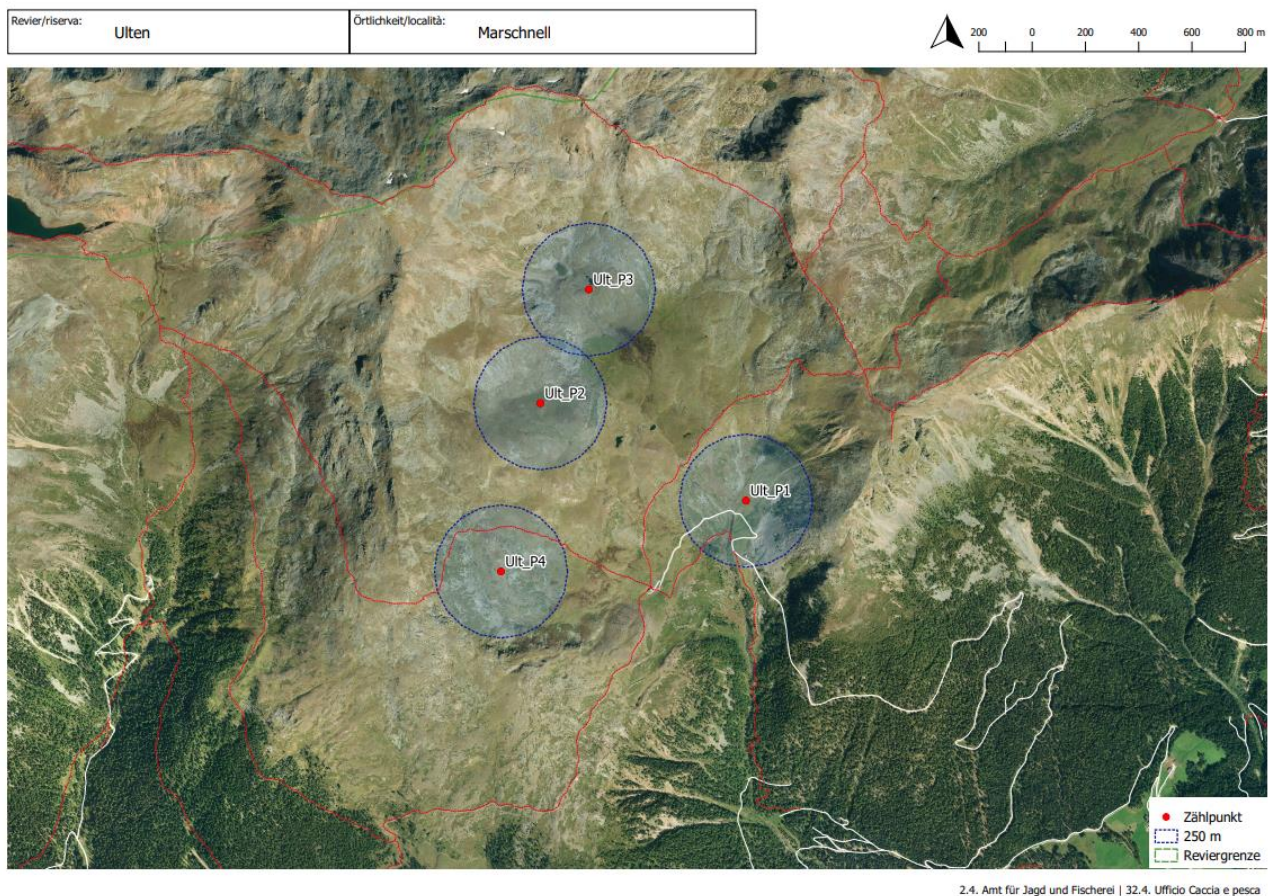 Revier/riserva:
Ulten
Örtlichkeit/località:
Marschnell
200 0 200 400 600 800 m
Ult_P3
Ult_P2
Ult_P1
Ult_P4
Zählpunkt
250 m
Reviergrenze
2.4. Amt für Jagd und Fischerei | 32.4. Ufficio Caccia e pesca